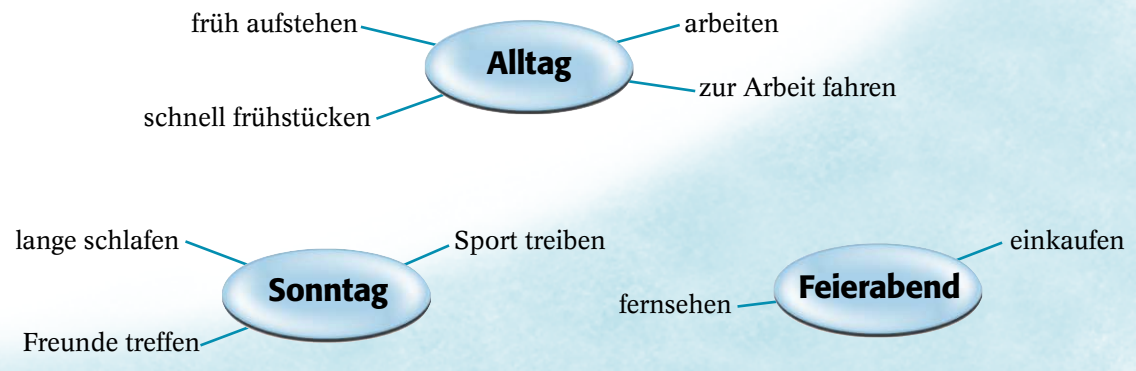 früh aufstehen
arbeiten
Alltag
zur Arbeit fahren
schnell frühstücken
lange schlafen
Sport treiben
Sonntag
Freunde treffen
einkaufen
Feierabend
fernsehen